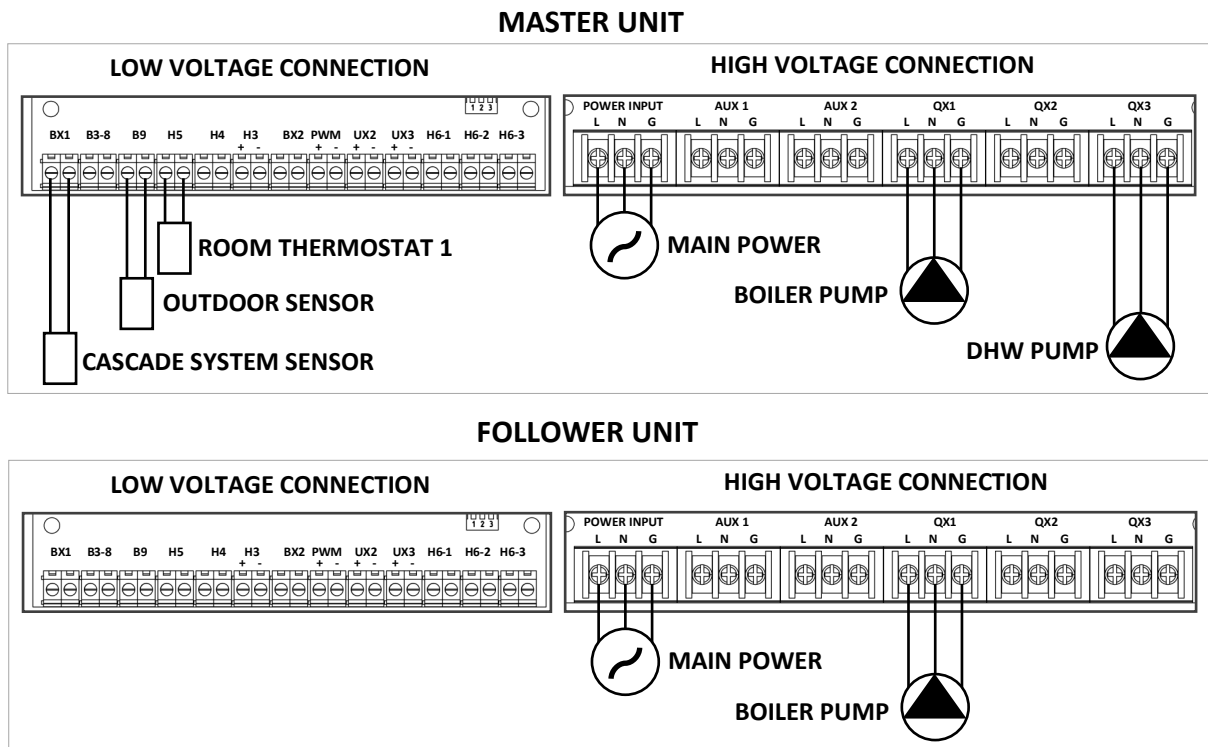 MASTER UNIT
LOW VOLTAGE CONNECTION
1 2 3
BX1 B3-8 B9 H5 H4 H3 BX2 PWM UX2 UX3 H6-1 H6-2 H6-3
+ - + - + - + -
CASCADE SYSTEM SENSOR
OUTDOOR SENSOR
ROOM THERMOSTAT 1
HIGH VOLTAGE CONNECTION
POWER INPUT AUX 1 AUX 2 QX1 QX2 QX3
L N G L N G L N G L N G L N G L N G
MAIN POWER
BOILER PUMP
DHW PUMP
FOLLOWER UNIT
LOW VOLTAGE CONNECTION
1 2 3
BX1 B3-8 B9 H5 H4 H3 BX2 PWM UX2 UX3 H6-1 H6-2 H6-3
+ - + - + - + -
HIGH VOLTAGE CONNECTION
POWER INPUT AUX 1 AUX 2 QX1 QX2 QX3
L N G L N G L N G L N G L N G L N G
MAIN POWER
BOILER PUMP